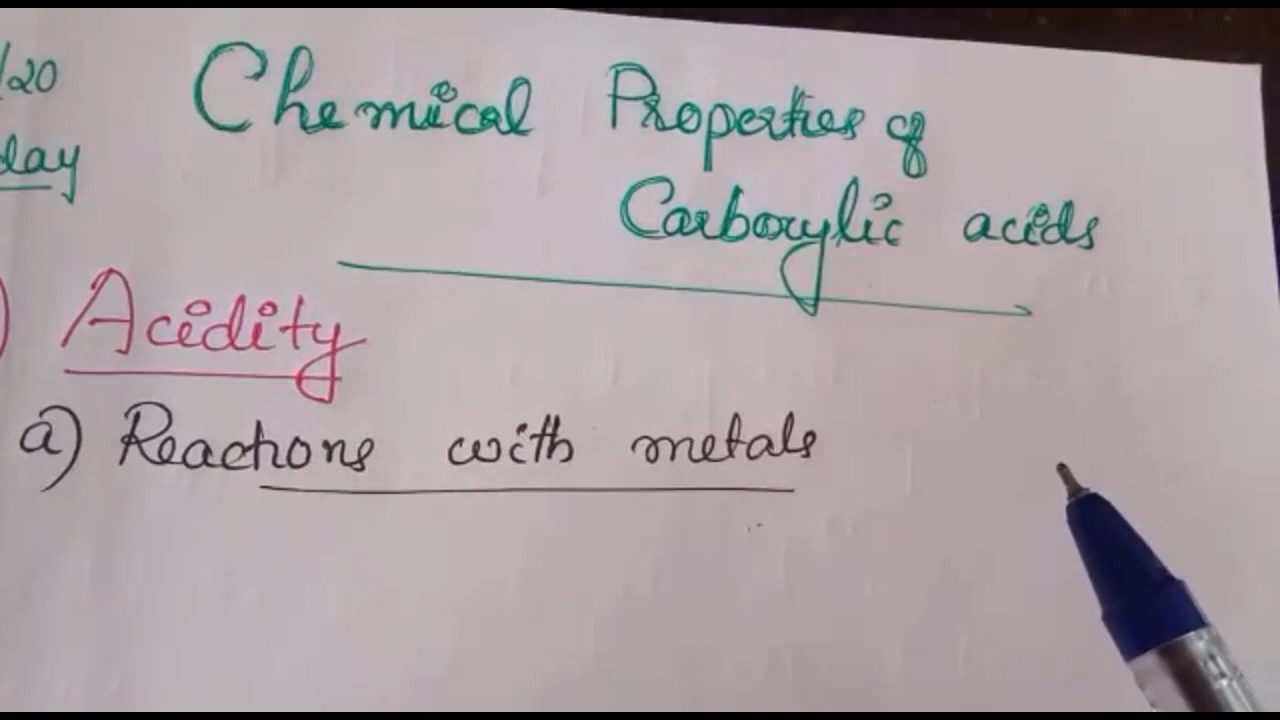 /20
Chemical Properties of
day
Carboxylic acids
) Acidity
a) Reactions with metals